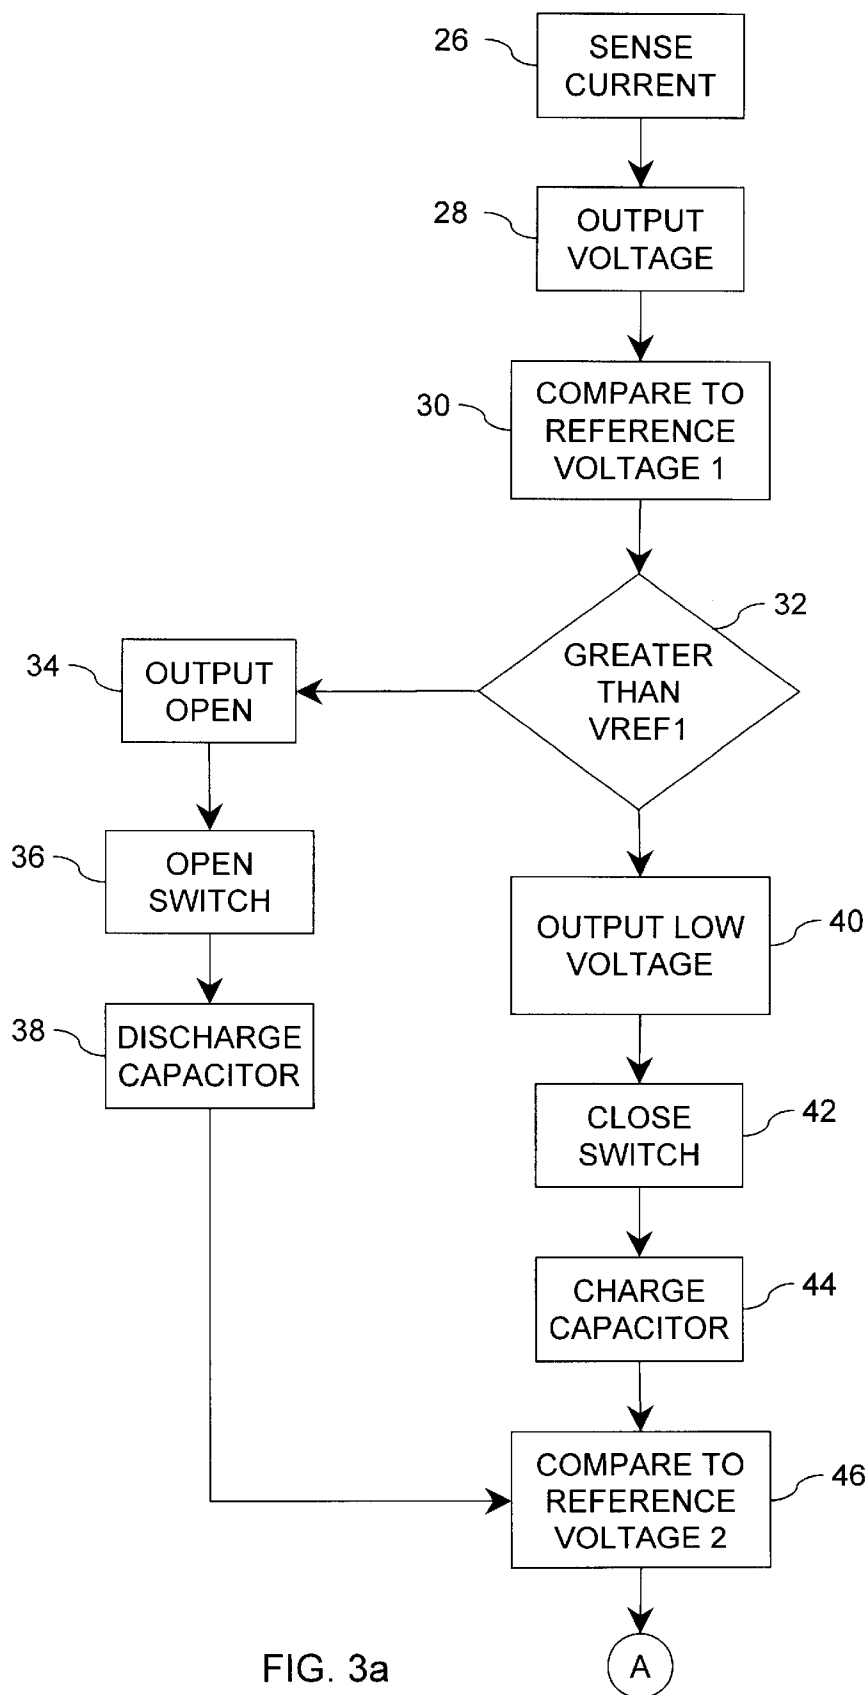 26
SENSE
CURRENT
28
OUTPUT
VOLTAGE
30
COMPARE TO
REFERENCE
VOLTAGE 1
32
GREATER
THAN
VREF1
34
OUTPUT
OPEN
36
OPEN
SWITCH
38
DISCHARGE
CAPACITOR
40
OUTPUT LOW
VOLTAGE
42
CLOSE
SWITCH
44
CHARGE
CAPACITOR
46
COMPARE TO
REFERENCE
VOLTAGE 2
A
FIG. 3a